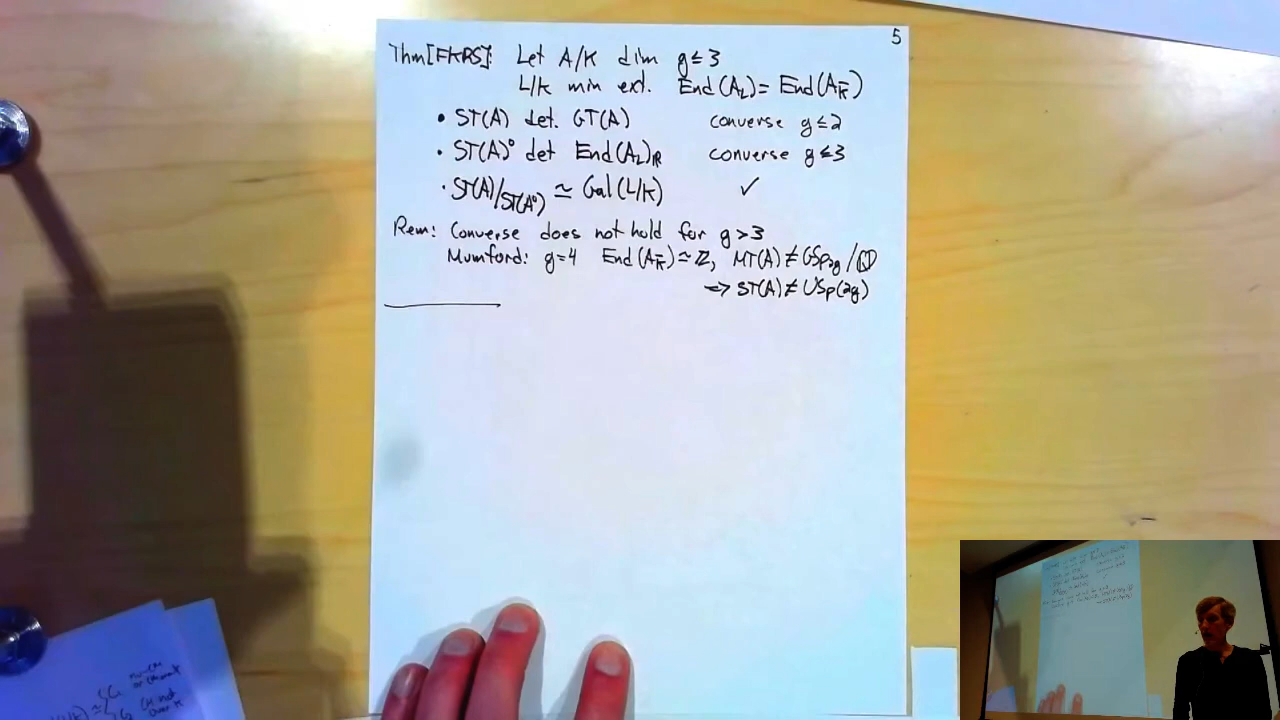 5
Thm[FKRS]: Let A/K dim g≤3
L/k min ext. End(A_L) = End(A_K̄)
• ST(A) det. GT(A) converse g≤2
• ST(A)° det End(A_L)_ℝ converse g≤3
• ST(A)/ST(A°) ≃ Gal(L/k) ✓
Rem: Converse does not hold for g>3
Mumford: g=4 End(A_K̄) ≃ ℤ, MT(A) ≠ GSp_2g /ℚ
⇒ ST(A) ≠ USp(2g)